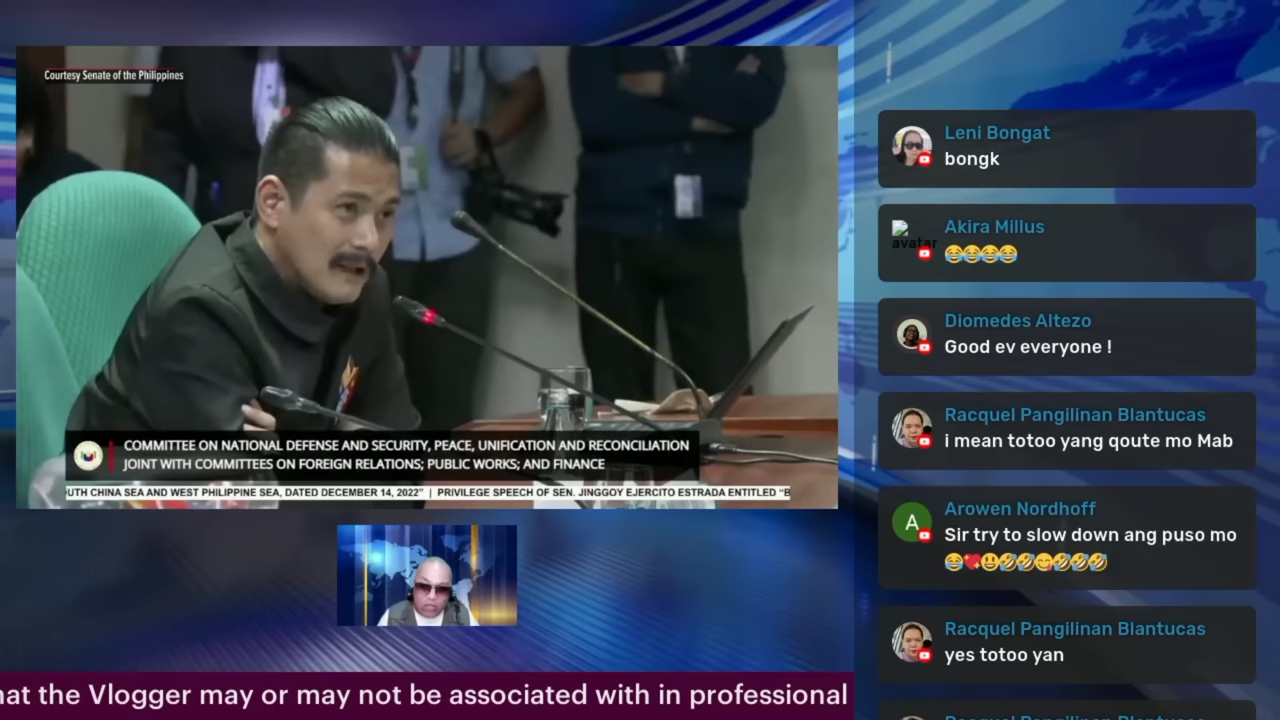 Courtesy Senate of the Philippines
COMMITTEE ON NATIONAL DEFENSE AND SECURITY, PEACE, UNIFICATION AND RECONCILIATION
JOINT WITH COMMITTEES ON FOREIGN RELATIONS; PUBLIC WORKS; AND FINANCE
UTH CHINA SEA AND WEST PHILIPPINE SEA, DATED DECEMBER 14, 2022" | PRIVILEGE SPEECH OF SEN. JINGGOY EJERCITO ESTRADA ENTITLED "B
hat the Vlogger may or may not be associated with in professional
Leni Bongat
bongk
avatar
Akira Millus
😂😂😂😂
Diomedes Altezo
Good ev everyone !
Racquel Pangilinan Blantucas
i mean totoo yang qoute mo Mab
A
Arowen Nordhoff
Sir try to slow down ang puso mo
😂💖😃🤣🤣😋🤣🤣🤣
Racquel Pangilinan Blantucas
yes totoo yan
Racquel Pangilinan Blantucas